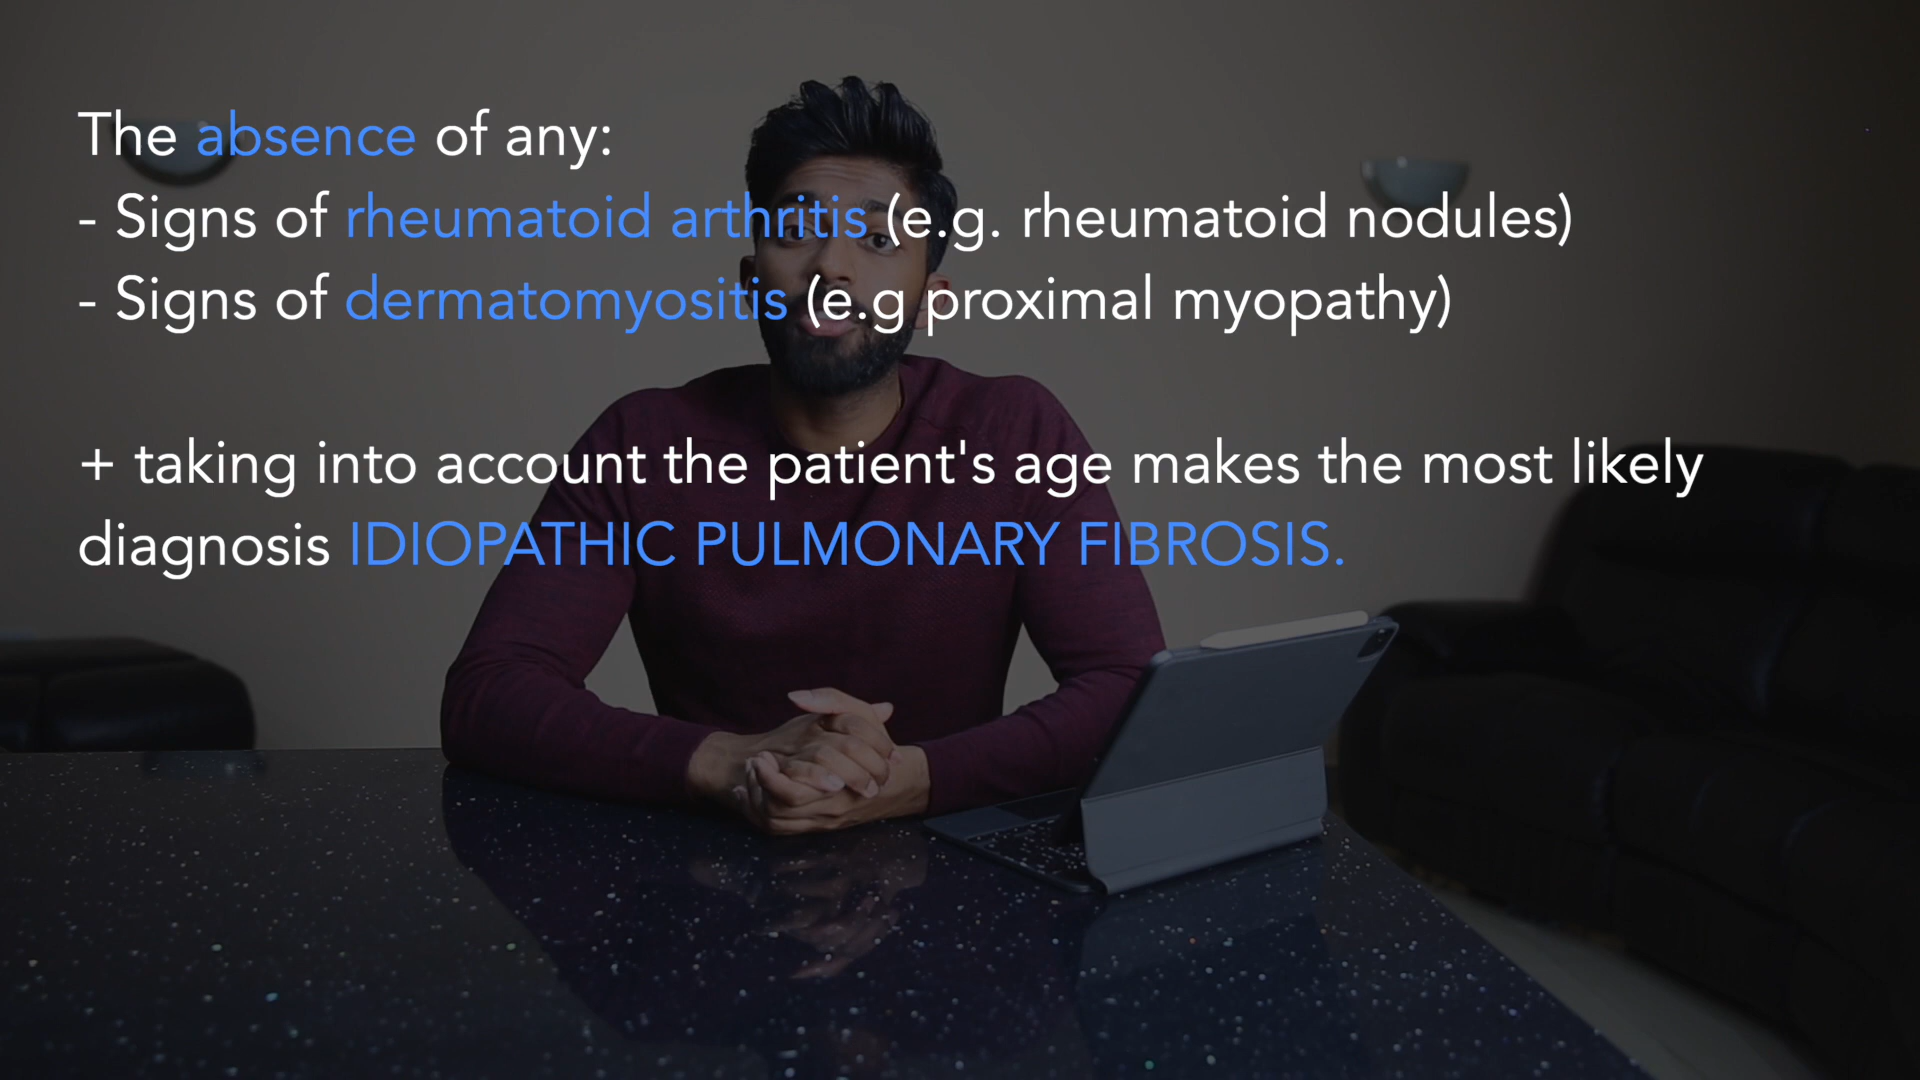 The absence of any:
- Signs of rheumatoid arthritis (e.g. rheumatoid nodules)
- Signs of dermatomyositis (e.g proximal myopathy)
+ taking into account the patient's age makes the most likely
diagnosis IDIOPATHIC PULMONARY FIBROSIS.